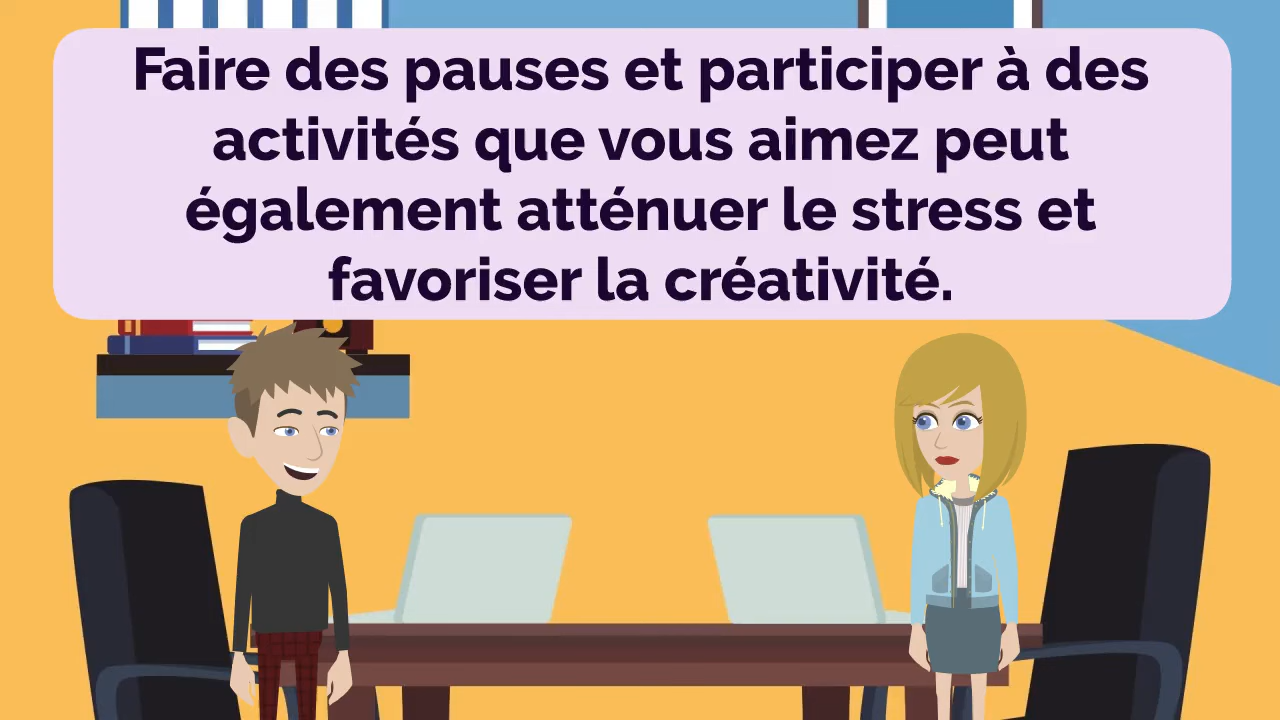 Faire des pauses et participer à des
activités que vous aimez peut
également atténuer le stress et
favoriser la créativité.